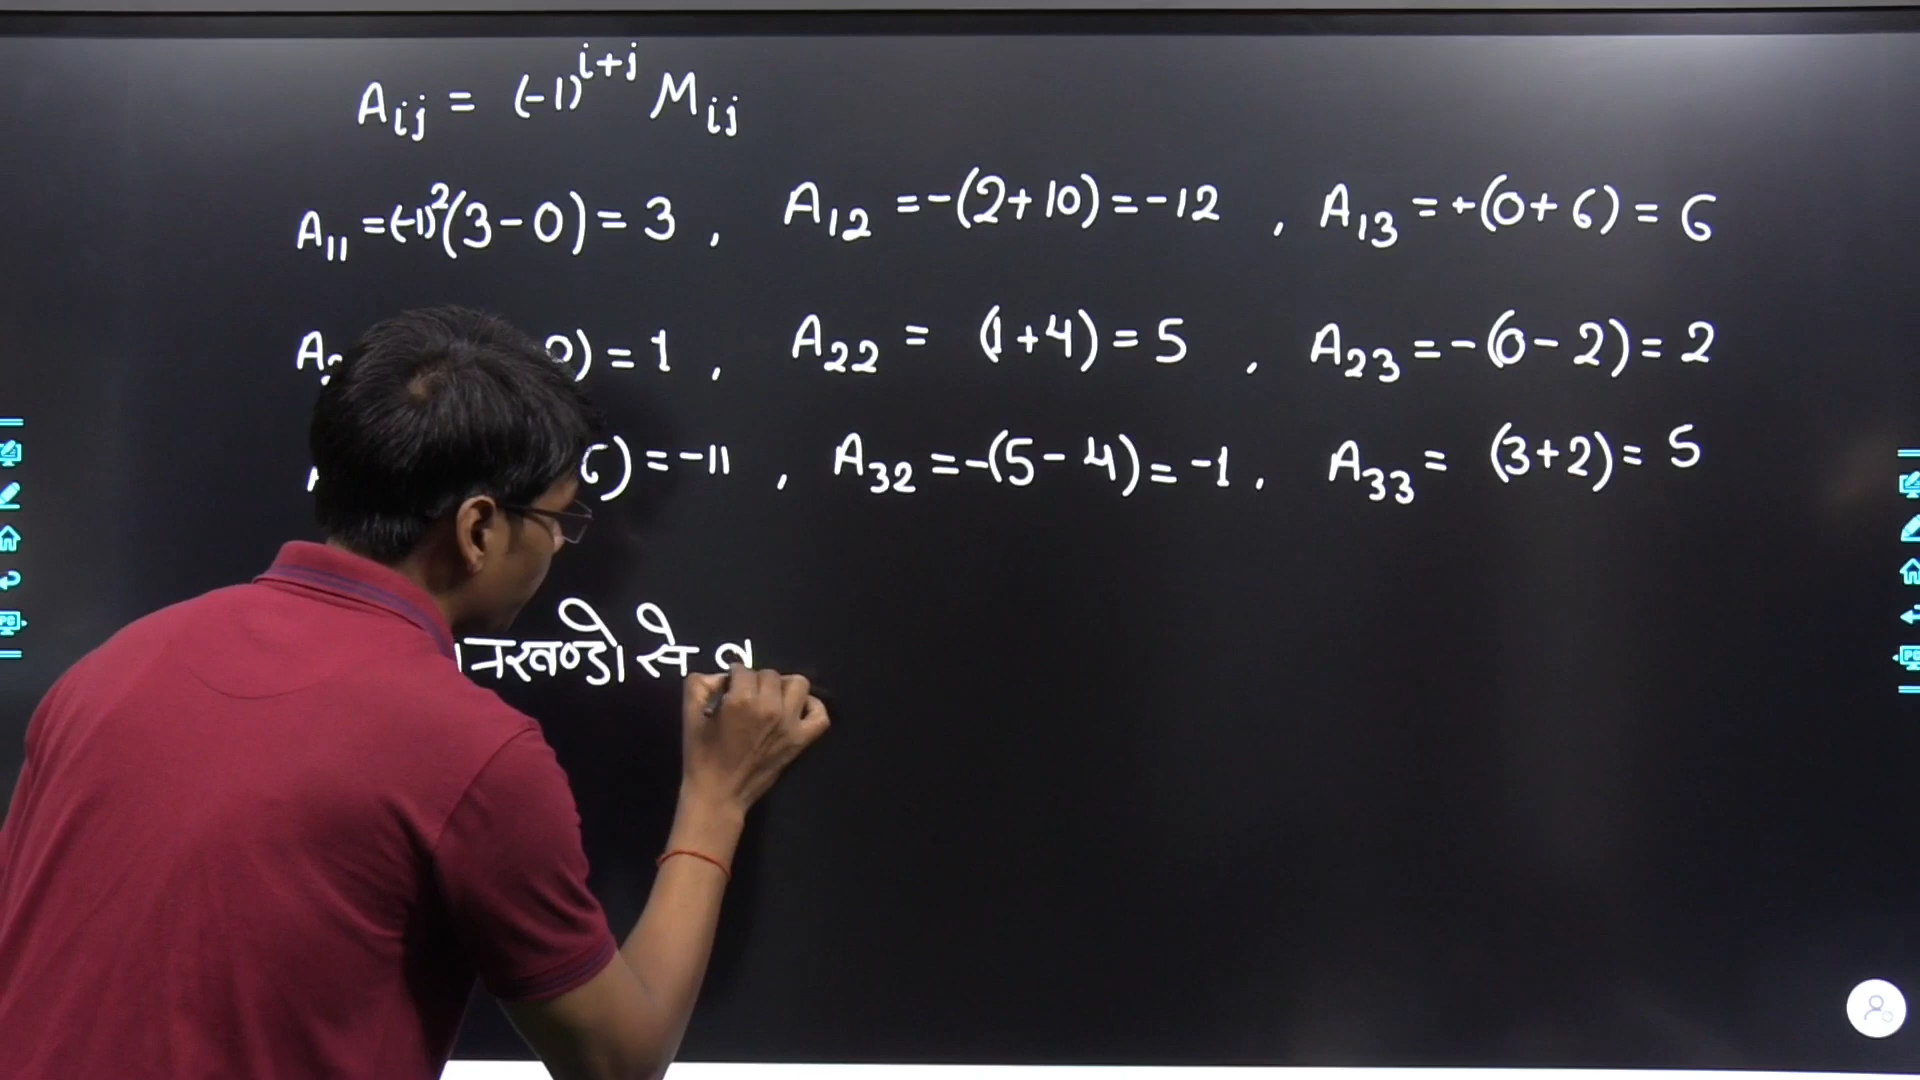 Aij = (-1)^{i+j} Mij
A₁₁ = (-1)²(3 - 0) = 3 , A₁₂ = -(2 + 10) = -12 , A₁₃ = +(0 + 6) = 6
0) = 1 , A₂₂ = (1 + 4) = 5 , A₂₃ = -(0 - 2) = 2
6) = -11 , A₃₂ = -(5 - 4) = -1 , A₃₃ = (3 + 2) = 5
से